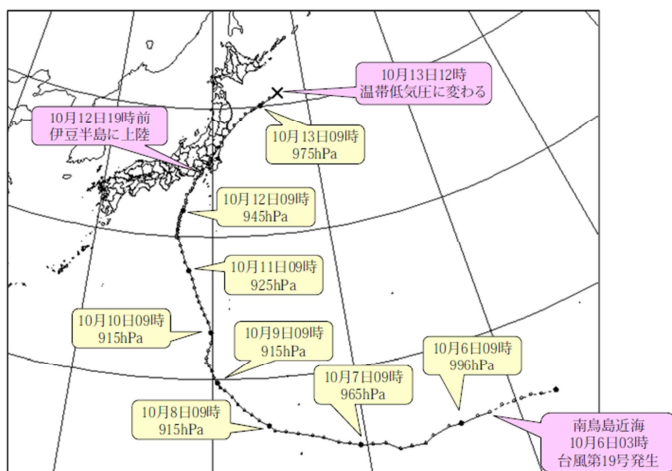 10月13日12時
温帯低気圧に変わる
10月12日19時前
伊豆半島に上陸
10月13日09時
975hPa
10月12日09時
945hPa
10月11日09時
925hPa
10月10日09時
915hPa
10月9日09時
915hPa
10月6日09時
996hPa
10月7日09時
965hPa
10月8日09時
915hPa
南鳥島近海
10月6日03時
台風第19号発生